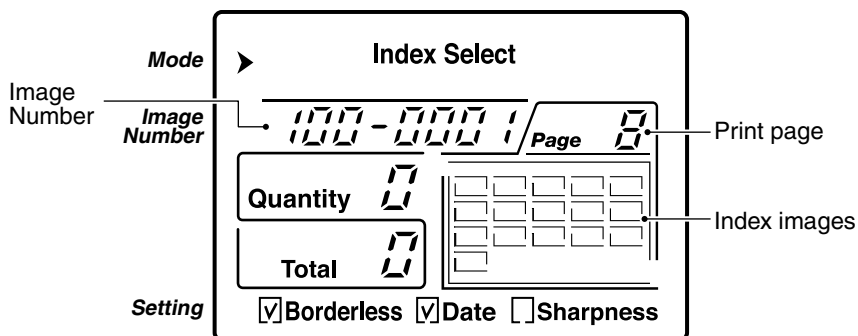 Mode Index Select
Image Number
Image Number 100-0001 Page 8 Print page
Quantity 0
Index images
Total 0
Setting Borderless Date Sharpness